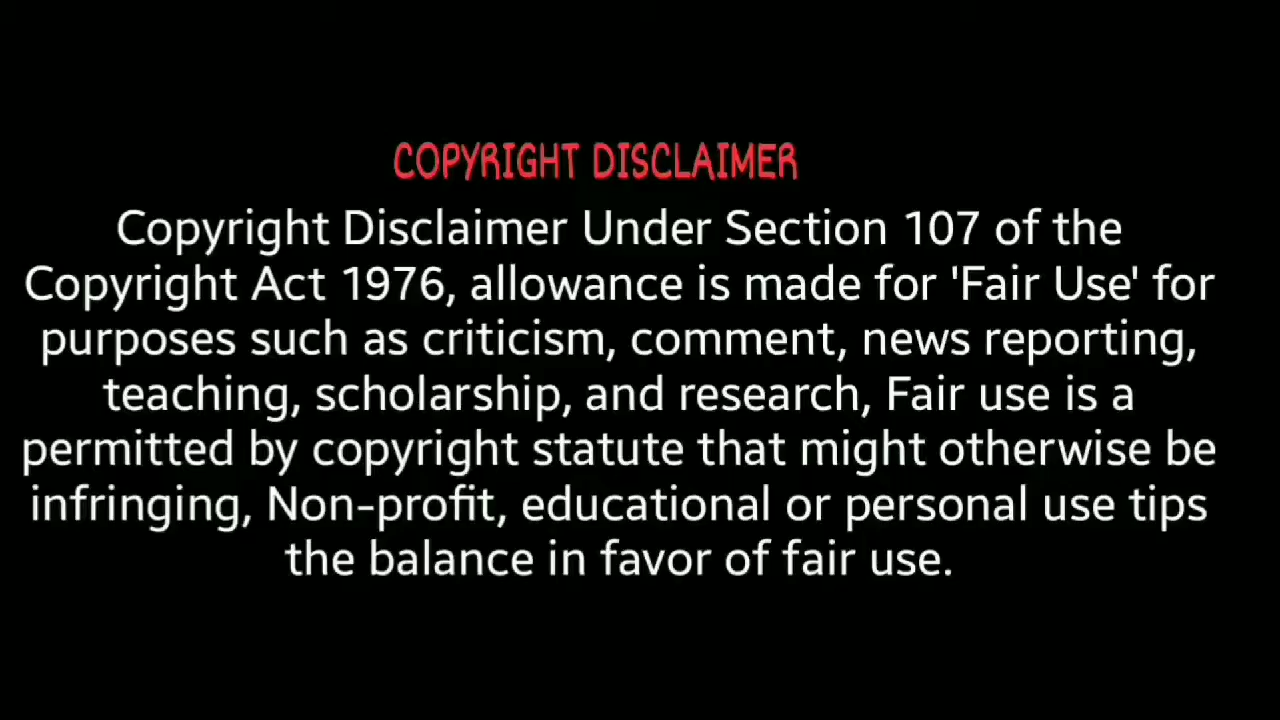 COPYRIGHT DISCLAIMER
Copyright Disclaimer Under Section 107 of the
Copyright Act 1976, allowance is made for 'Fair Use' for
purposes such as criticism, comment, news reporting,
teaching, scholarship, and research, Fair use is a
permitted by copyright statute that might otherwise be
infringing, Non-profit, educational or personal use tips
the balance in favor of fair use.